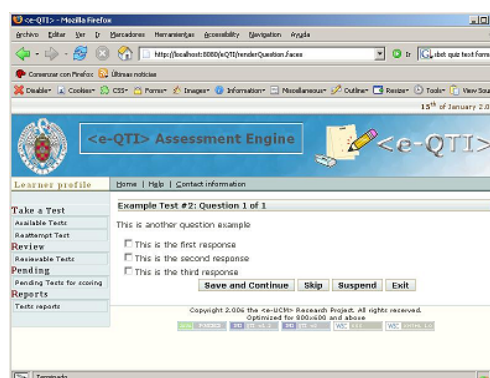 <e-QTI> - Mozilla Firefox
Archivo Editar Ver Ir Marcadores Herramientas Accessibility Navigation Ayuda
http://localhost:8080/eQTI/renderQuestion.faces
Ir
Comenzar con Firefox Últimas noticias
Disable Cookies CSS Forms Images Information Miscellaneous Outline Resize Tools View Sou
15th of January 2.0
<e-QTI> Assessment Engine
<e-QTI>
Learner profile
Home | Help | Contact information
Take a Test
Available Tests
Reattempt Test
Review
Reviewable Tests
Pending
Pending Tests for scoring
Reports
Tests reports
Example Test #2: Question 1 of 1
This is another question example
This is the first response
This is the second response
This is the third response
Save and Continue Skip Suspend Exit
Copyright 2.006 the <e-UCM> Research Project. All rights reserved.
Optimized for 800x600 and above
Terminado